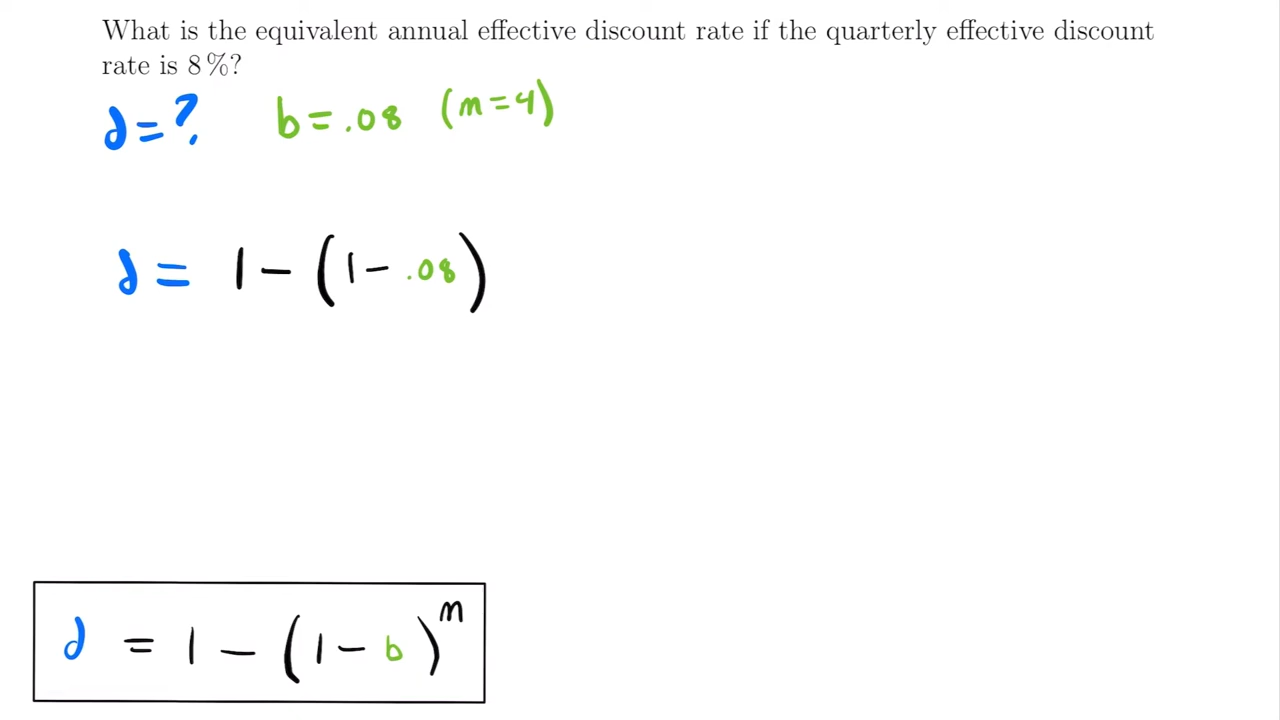 What is the equivalent annual effective discount rate if the quarterly effective discount
rate is 8 %?
d = ? b = .08 (m = 4)
d = 1 - (1 - .08)
d = 1 - (1 - b)^m